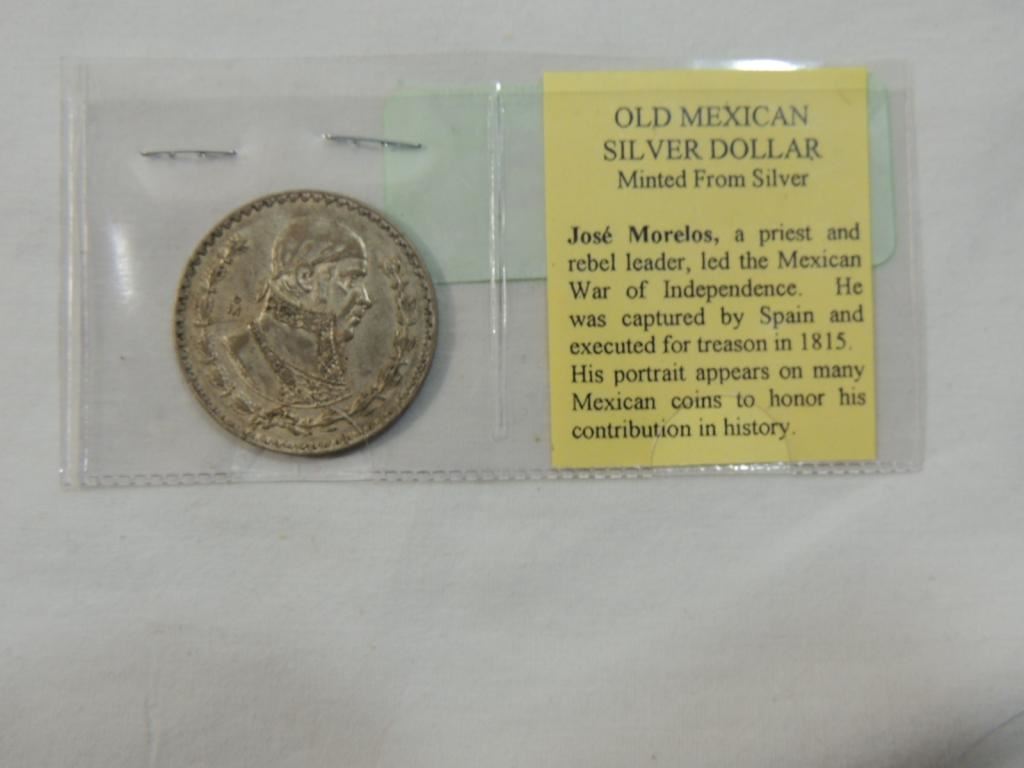 OLD MEXICAN
SILVER DOLLAR
Minted From Silver
José Morelos, a priest and
rebel leader, led the Mexican
War of Independence. He
was captured by Spain and
executed for treason in 1815.
His portrait appears on many
Mexican coins to honor his
contribution in history.